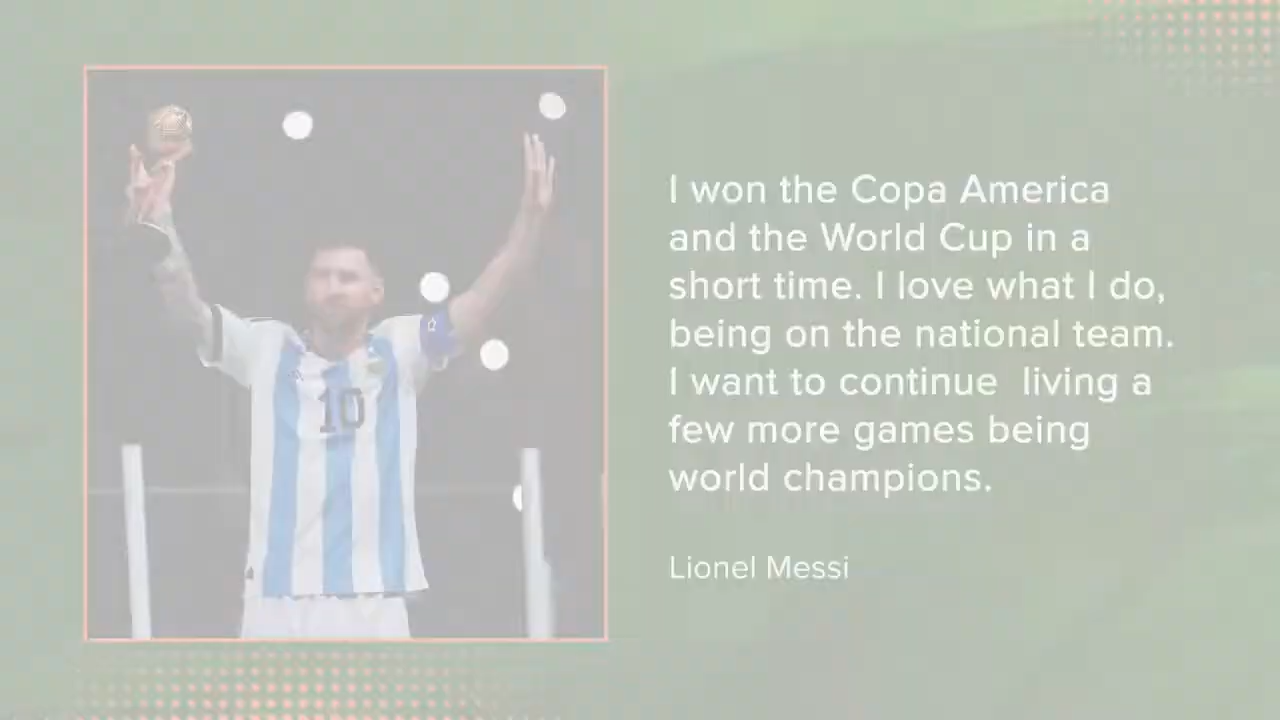 I won the Copa America
and the World Cup in a
short time. I love what I do,
being on the national team.
I want to continue  living a
few more games being
world champions.
Lionel Messi
10